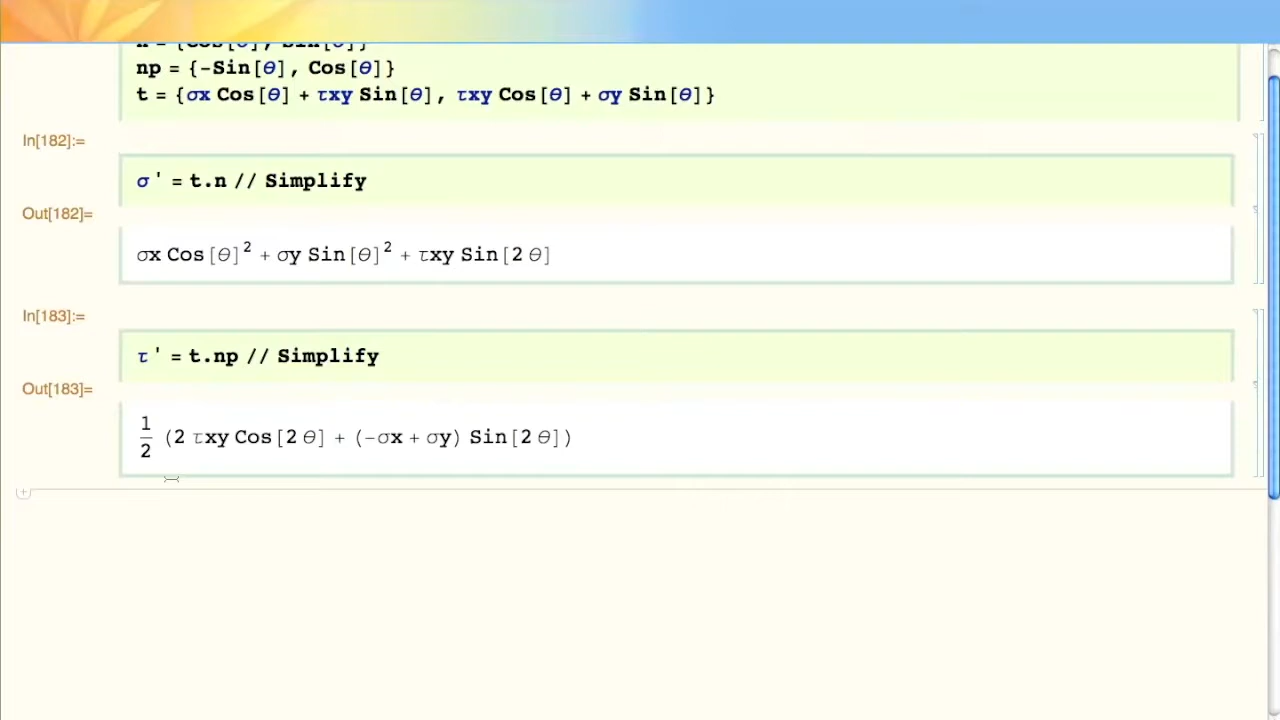 n = {Cos[θ], Sin[θ]}
np = {-Sin[θ], Cos[θ]}
t = {σx Cos[θ] + τxy Sin[θ], τxy Cos[θ] + σy Sin[θ]}
In[182]:=
σ' = t.n // Simplify
Out[182]=
σx Cos[θ]² + σy Sin[θ]² + τxy Sin[2 θ]
In[183]:=
τ' = t.np // Simplify
Out[183]=
1/2 (2 τxy Cos[2 θ] + (-σx + σy) Sin[2 θ])